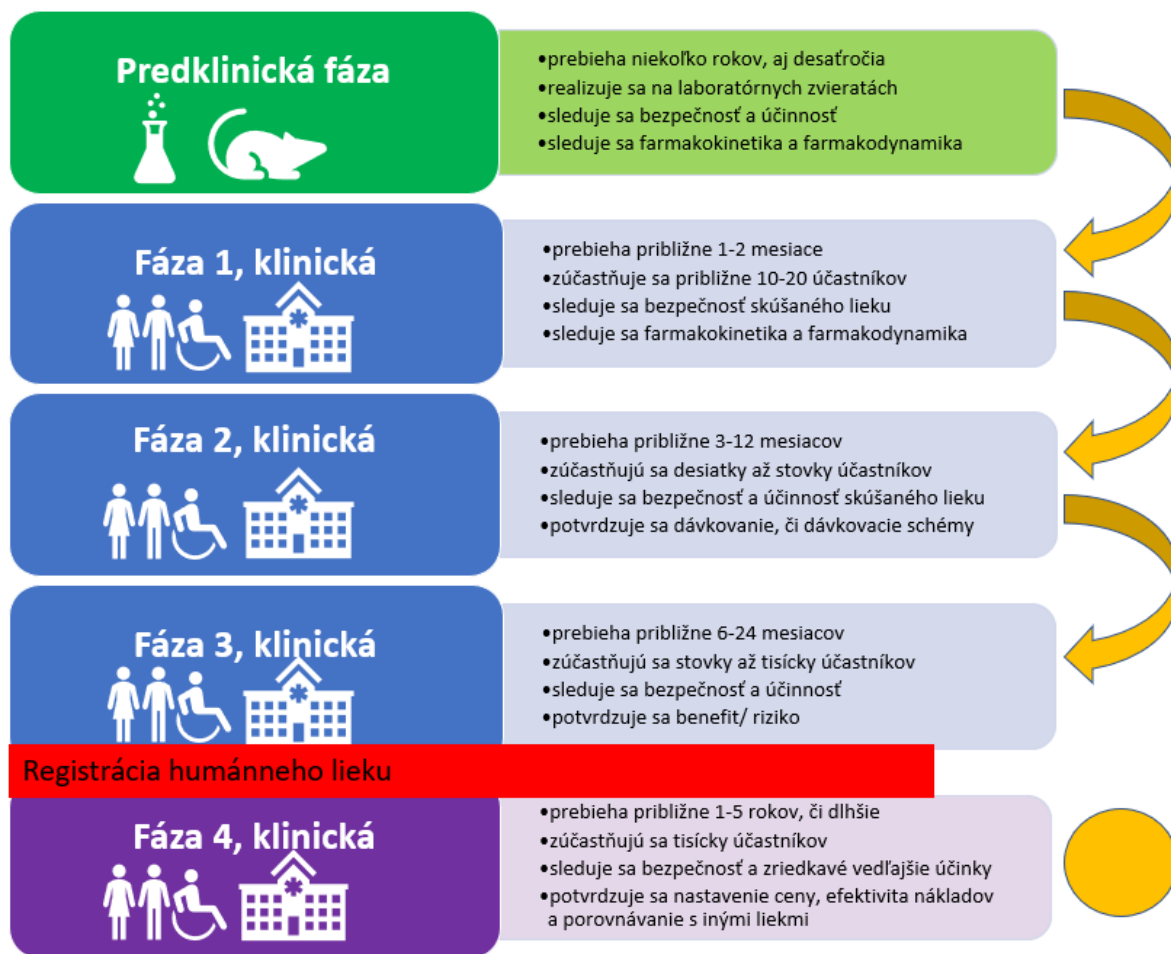 Predklinická fáza
•prebieha niekoľko rokov, aj desaťročia
•realizuje sa na laboratórnych zvieratách
•sleduje sa bezpečnosť a účinnosť
•sleduje sa farmakokinetika a farmakodynamika
Fáza 1, klinická
•prebieha približne 1-2 mesiace
•zúčastňuje sa približne 10-20 účastníkov
•sleduje sa bezpečnosť skúšaného lieku
•sleduje sa farmakokinetika a farmakodynamika
Fáza 2, klinická
•prebieha približne 3-12 mesiacov
•zúčastňujú sa desiatky až stovky účastníkov
•sleduje sa bezpečnosť a účinnosť skúšaného lieku
•potvrdzuje sa dávkovanie, či dávkovacie schémy
Fáza 3, klinická
•prebieha približne 6-24 mesiacov
•zúčastňujú sa stovky až tisícky účastníkov
•sleduje sa bezpečnosť a účinnosť
•potvrdzuje sa benefit/ riziko
Registrácia humánneho lieku
Fáza 4, klinická
•prebieha približne 1-5 rokov, či dlhšie
•zúčastňujú sa tisícky účastníkov
•sleduje sa bezpečnosť a zriedkavé vedľajšie účinky
•potvrdzuje sa nastavenie ceny, efektivita nákladov
a porovnávanie s inými liekmi